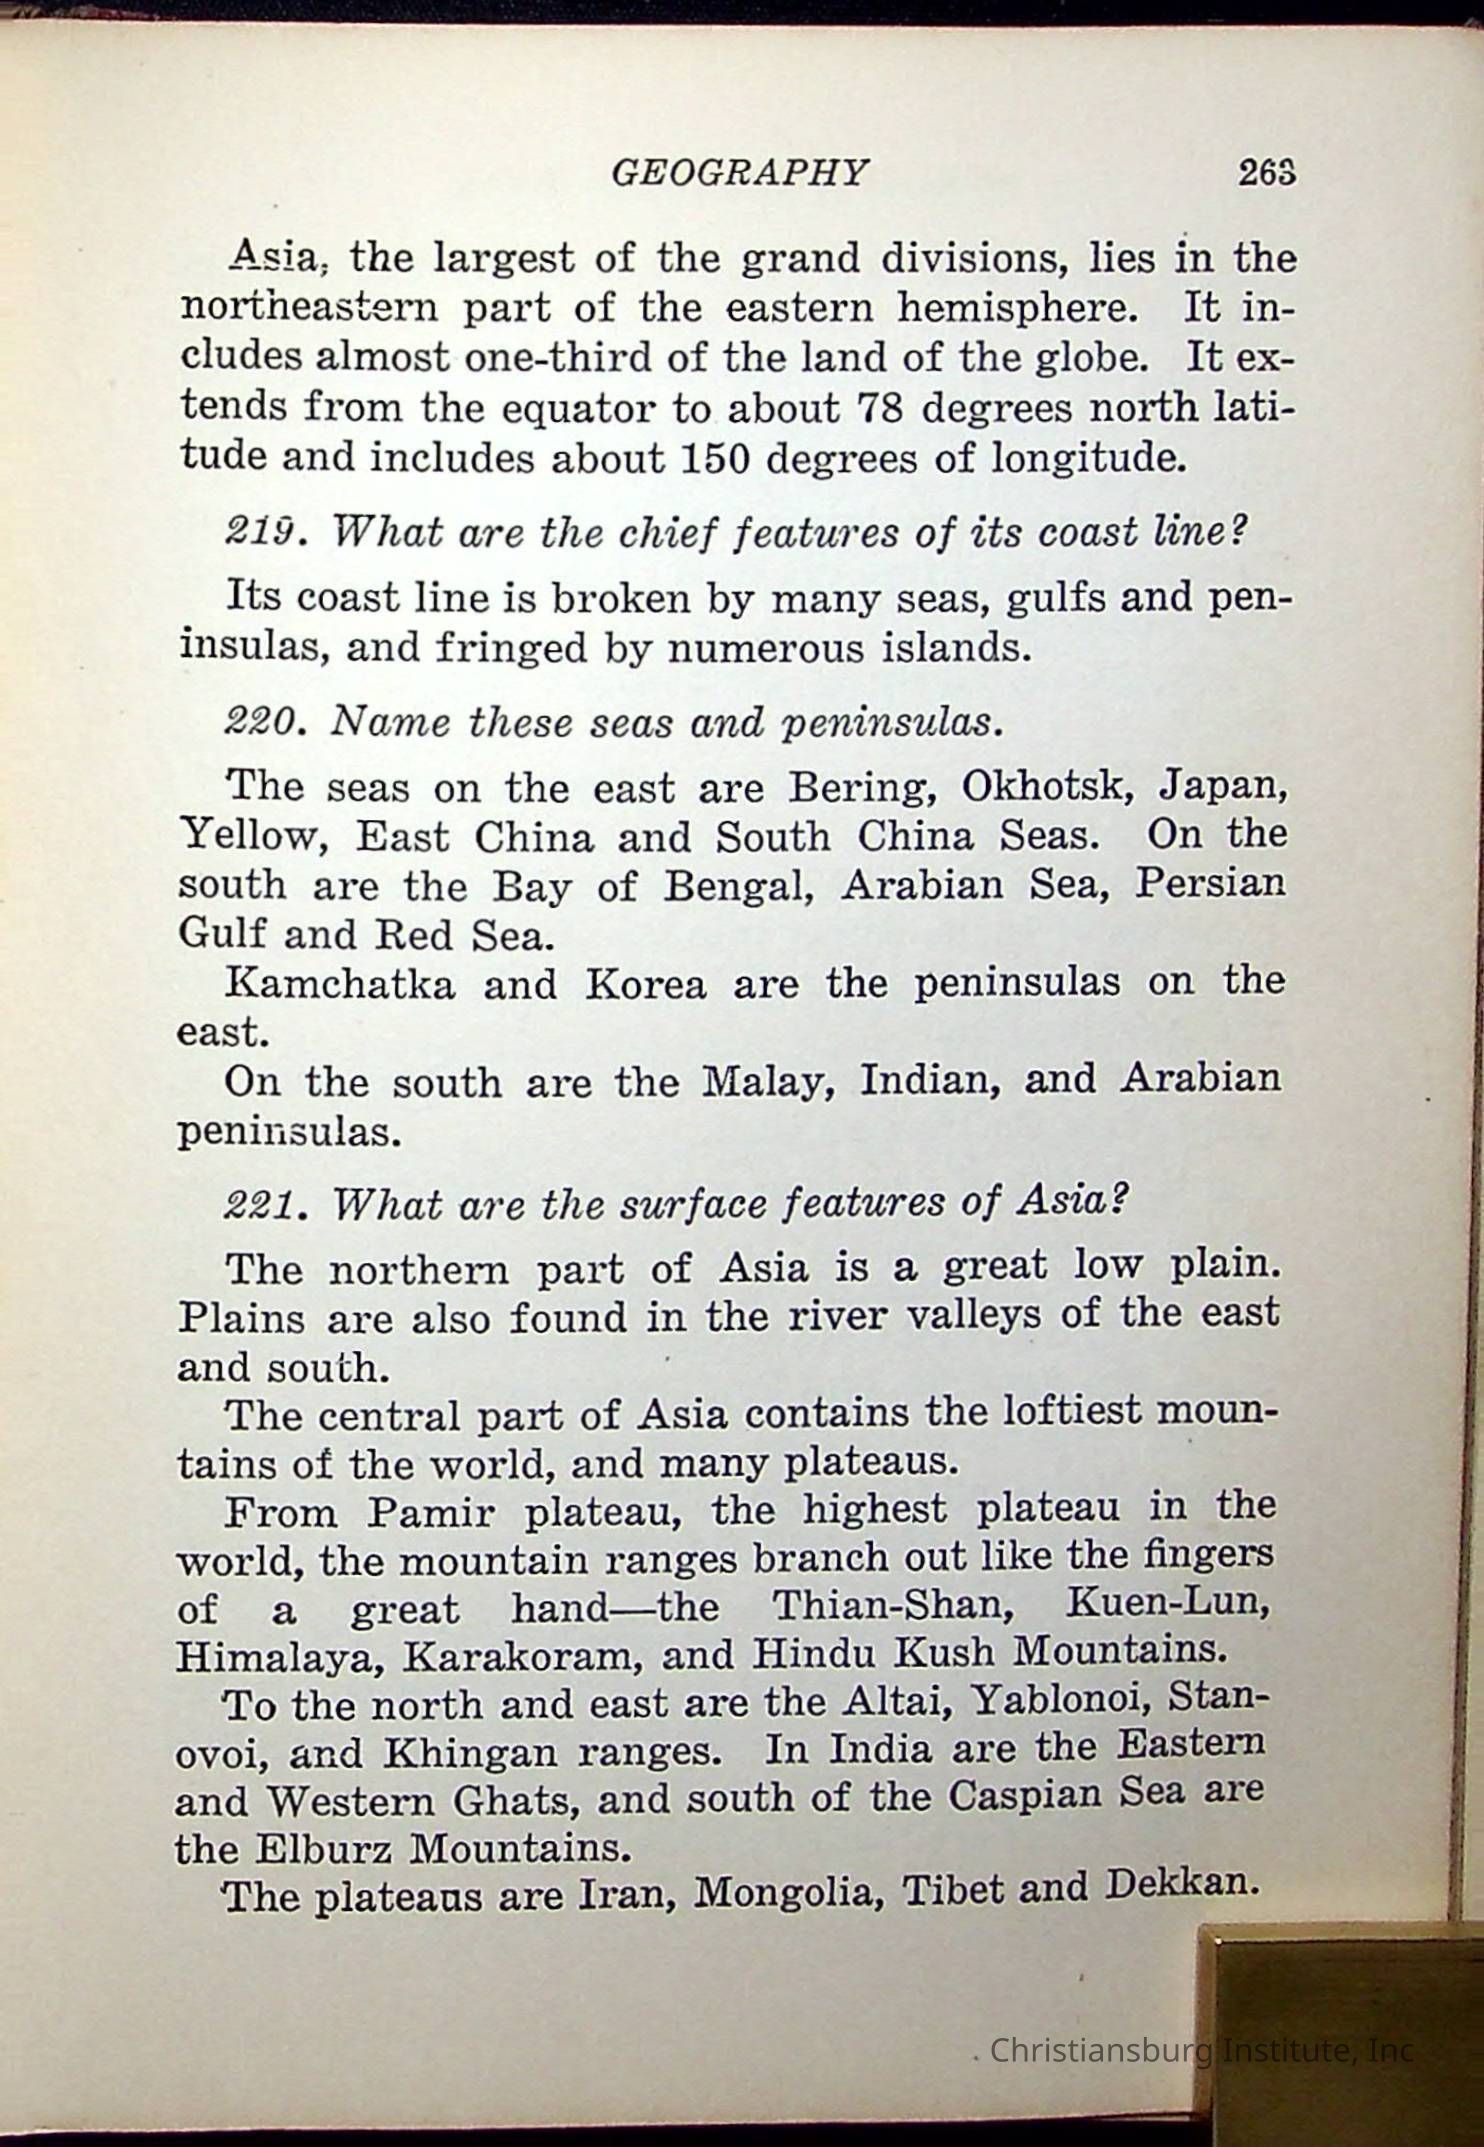 GEOGRAPHY 263
Asia, the largest of the grand divisions, lies in the
northeastern part of the eastern hemisphere. It in-
cludes almost one-third of the land of the globe. It ex-
tends from the equator to about 78 degrees north lati-
tude and includes about 150 degrees of longitude.
219. What are the chief features of its coast line?
Its coast line is broken by many seas, gulfs and pen-
insulas, and fringed by numerous islands.
220. Name these seas and peninsulas.
The seas on the east are Bering, Okhotsk, Japan,
Yellow, East China and South China Seas. On the
south are the Bay of Bengal, Arabian Sea, Persian
Gulf and Red Sea.
Kamchatka and Korea are the peninsulas on the
east.
On the south are the Malay, Indian, and Arabian
peninsulas.
221. What are the surface features of Asia?
The northern part of Asia is a great low plain.
Plains are also found in the river valleys of the east
and south.
The central part of Asia contains the loftiest moun-
tains of the world, and many plateaus.
From Pamir plateau, the highest plateau in the
world, the mountain ranges branch out like the fingers
of a great hand—the Thian-Shan, Kuen-Lun,
Himalaya, Karakoram, and Hindu Kush Mountains.
To the north and east are the Altai, Yablonoi, Stan-
ovoi, and Khingan ranges. In India are the Eastern
and Western Ghats, and south of the Caspian Sea are
the Elburz Mountains.
The plateaus are Iran, Mongolia, Tibet and Dekkan.
Christiansburg Institute, Inc